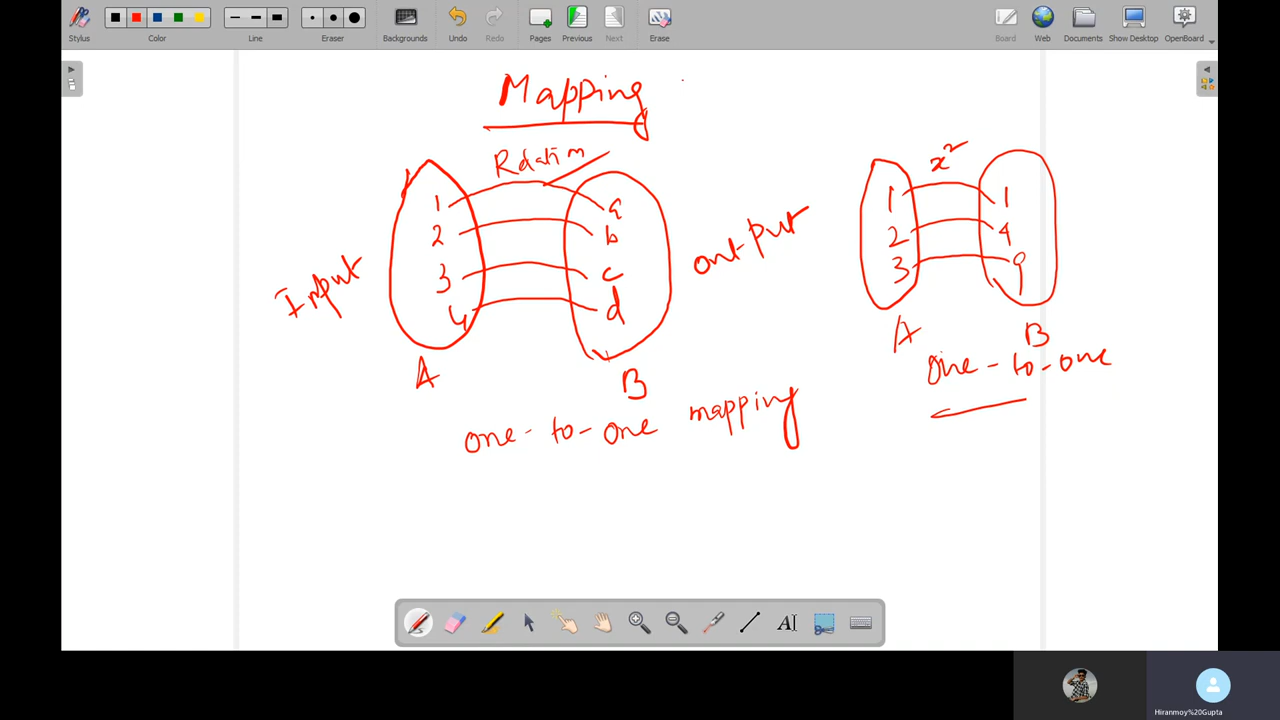 Stylus Color Line Eraser Backgrounds Undo Redo Pages Previous Next Erase Board Web Documents Show Desktop OpenBoard
Mapping
Relation
Input
1 a
2 b
3 c
4 d
output
A B
one-to-one mapping
x²
1 1
2 4
3 9
A B
one-to-one
Hiranmoy%20Gupta